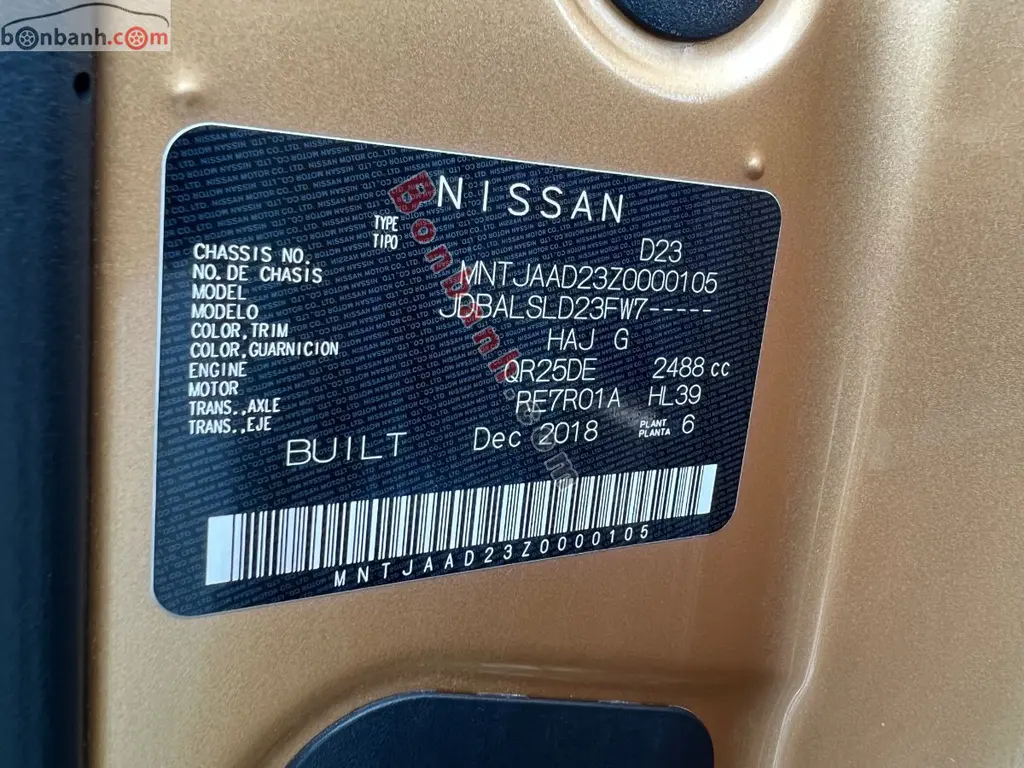 bonbanh.com
NISSAN
TYPE
TIPO D23
CHASSIS NO.
NO. DE CHASIS MNTJAAD23Z0000105
MODEL
MODELO JDBALSLD23FW7-----
COLOR, TRIM
COLOR, GUARNICION HAJ G
ENGINE
MOTOR QR25DE 2488 cc
TRANS., AXLE
TRANS., EJE RE7R01A HL39
BUILT Dec 2018 PLANT
PLANTA 6
MNTJAAD23Z0000105
Bonbanh.com